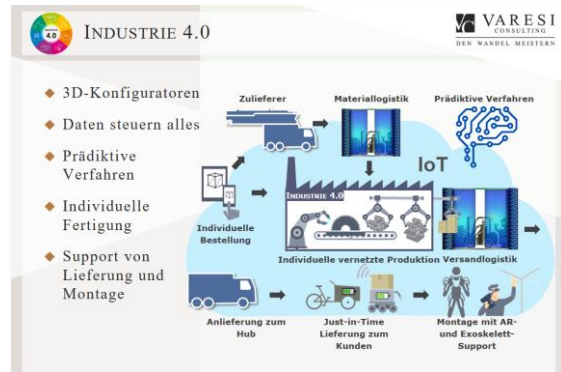 4.0
INDUSTRIE 4.0
VARESI
CONSULTING
DEN WANDEL MEISTERN
3D-Konfiguratoren
Daten steuern alles
Prädiktive
Verfahren
Individuelle
Fertigung
Support von
Lieferung und
Montage
Zulieferer
Materiallogistik
Prädiktive Verfahren
IoT
INDUSTRIE 4.0
Individuelle
Bestellung
Individuelle vernetzte Produktion
Versandlogistik
Anlieferung zum
Hub
Just-in-Time
Lieferung zum
Kunden
Montage mit AR-
und Exoskelett-
Support